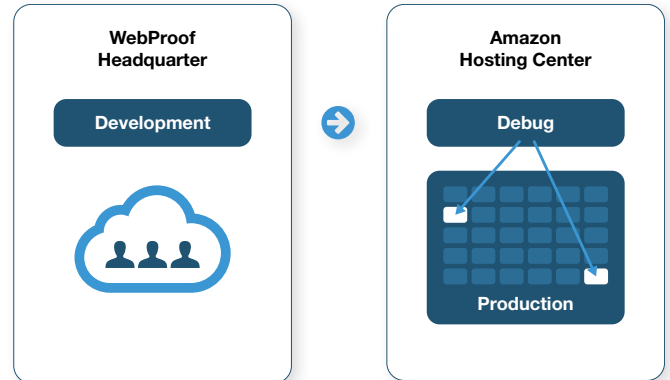 WebProof
Headquarter
Development
Amazon
Hosting Center
Debug
Production